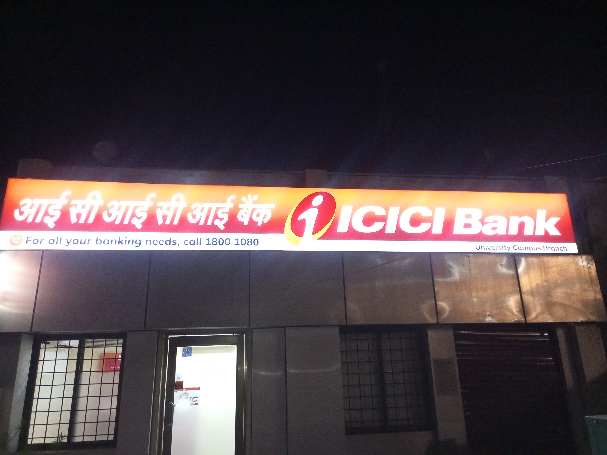 आई सी आई सी आई बैंक
i ICICI Bank
For all your banking needs, call 1800 1080
University Campus Branch